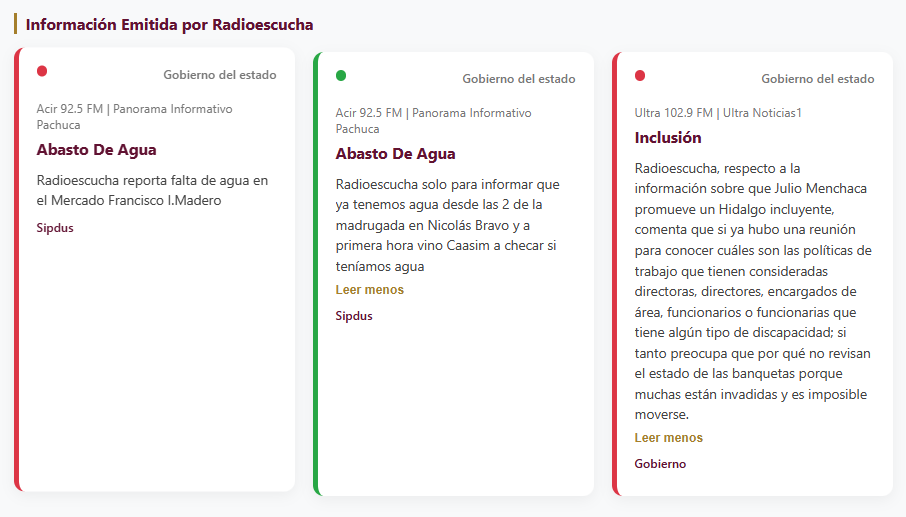 Información Emitida por Radioescucha
Gobierno del estado
Acir 92.5 FM | Panorama Informativo
Pachuca
Abasto De Agua
Radioescucha reporta falta de agua en
el Mercado Francisco I.Madero
Sipdus
Gobierno del estado
Acir 92.5 FM | Panorama Informativo
Pachuca
Abasto De Agua
Radioescucha solo para informar que
ya tenemos agua desde las 2 de la
madrugada en Nicolás Bravo y a
primera hora vino Caasim a checar si
teníamos agua
Leer menos
Sipdus
Gobierno del estado
Ultra 102.9 FM | Ultra Noticias1
Inclusión
Radioescucha, respecto a la
información sobre que Julio Menchaca
promueve un Hidalgo incluyente,
comenta que si ya hubo una reunión
para conocer cuáles son las políticas de
trabajo que tienen consideradas
directoras, directores, encargados de
área, funcionarios o funcionarias que
tiene algún tipo de discapacidad; si
tanto preocupa que por qué no revisan
el estado de las banquetas porque
muchas están invadidas y es imposible
moverse.
Leer menos
Gobierno